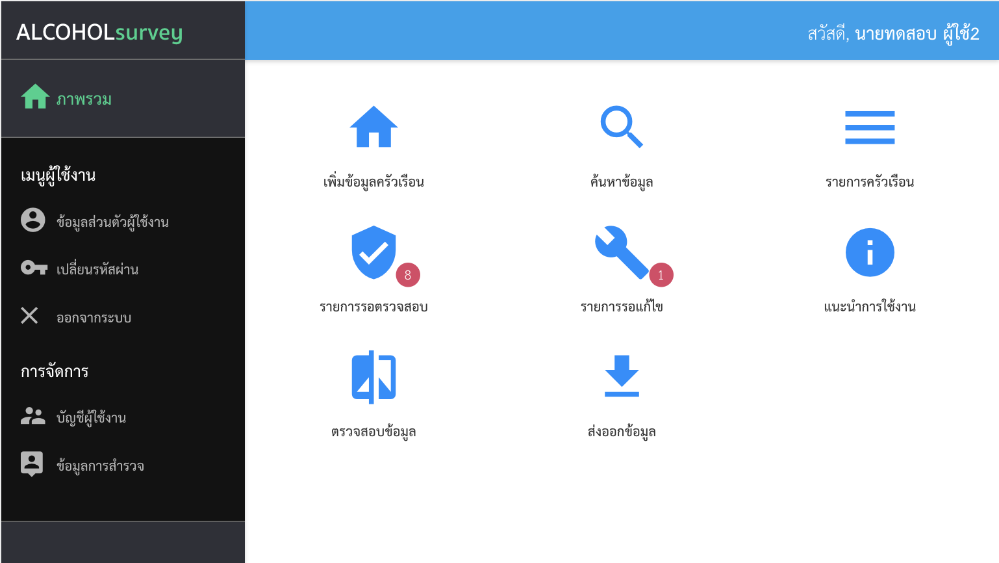 ALCOHOLsurvey
สวัสดี, นายทดสอบ ผู้ใช้2
ภาพรวม
เมนูผู้ใช้งาน
ข้อมูลส่วนตัวผู้ใช้งาน
เปลี่ยนรหัสผ่าน
ออกจากระบบ
การจัดการ
บัญชีผู้ใช้งาน
ข้อมูลการสำรวจ
เพิ่มข้อมูลครัวเรือน
ค้นหาข้อมูล
รายการครัวเรือน
8
รายการรอตรวจสอบ
1
รายการรอแก้ไข
แนะนำการใช้งาน
ตรวจสอบข้อมูล
ส่งออกข้อมูล